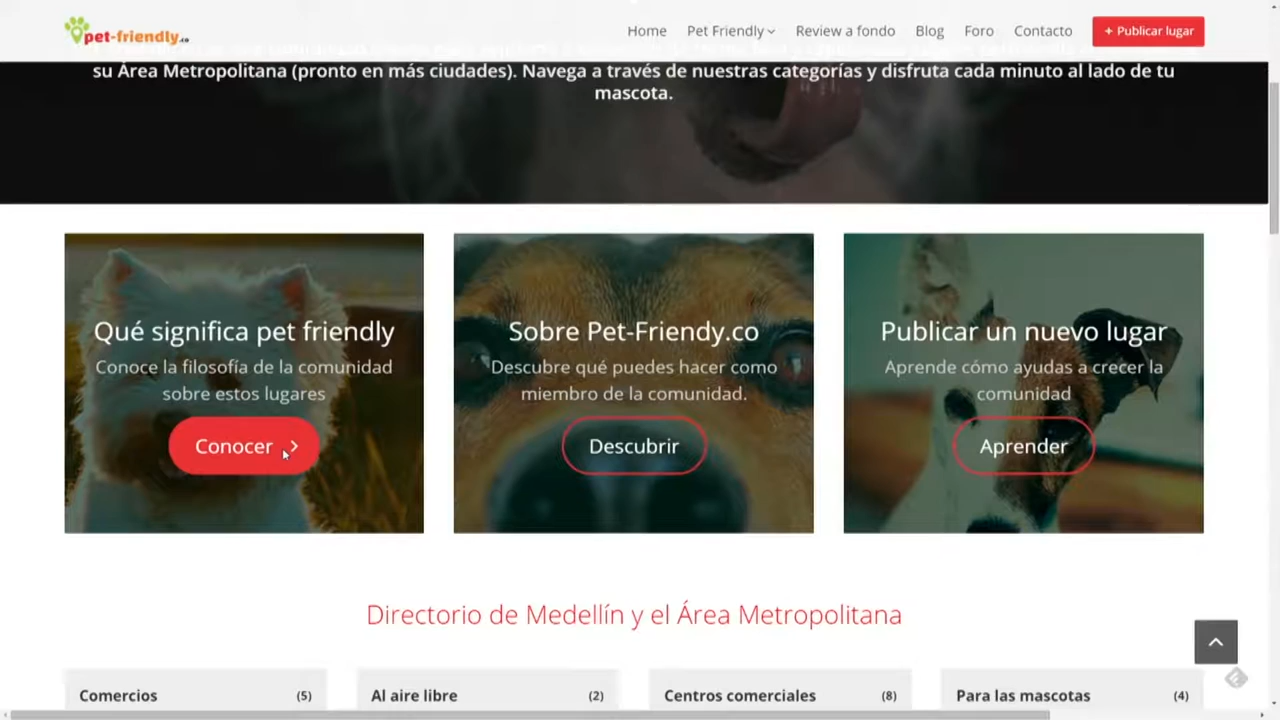 pet-friendly.co
Home Pet Friendly Review a fondo Blog Foro Contacto + Publicar lugar
su Área Metropolitana (pronto en más ciudades). Navega a través de nuestras categorías y disfruta cada minuto al lado de tu
mascota.
Qué significa pet friendly
Conoce la filosofía de la comunidad
sobre estos lugares
Conocer
Sobre Pet-Friendy.co
Descubre qué puedes hacer como
miembro de la comunidad.
Descubrir
Publicar un nuevo lugar
Aprende cómo ayudas a crecer la
comunidad
Aprender
Directorio de Medellín y el Área Metropolitana
Comercios (5)
Al aire libre (2)
Centros comerciales (8)
Para las mascotas (4)